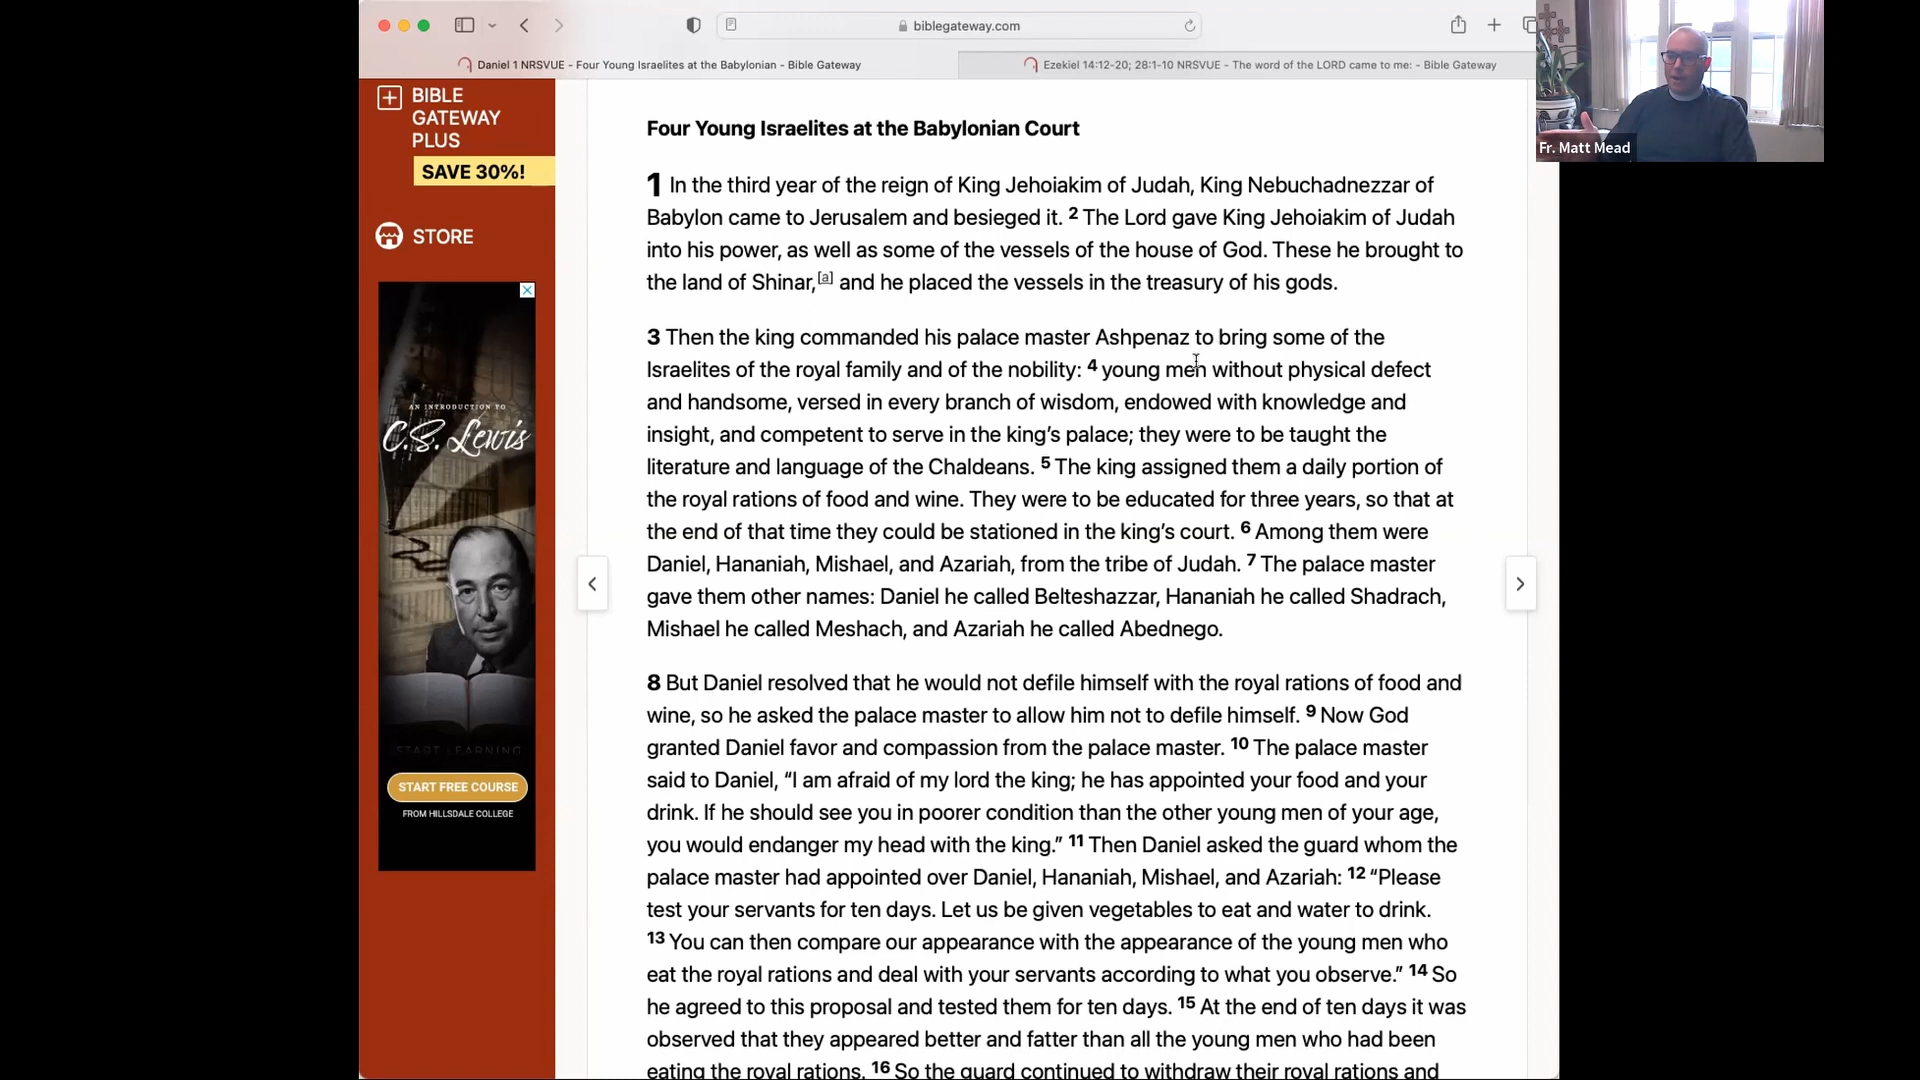 biblegateway.com
Daniel 1 NRSVUE - Four Young Israelites at the Babylonian - Bible Gateway
Ezekiel 14:12-20; 28:1-10 NRSVUE - The word of the LORD came to me: - Bible Gateway
Fr. Matt Mead
BIBLE
GATEWAY
PLUS
SAVE 30%!
STORE
AN INTRODUCTION TO
C.S. Lewis
START LEARNING
START FREE COURSE
FROM HILLSDALE COLLEGE
Four Young Israelites at the Babylonian Court
1 In the third year of the reign of King Jehoiakim of Judah, King Nebuchadnezzar of
Babylon came to Jerusalem and besieged it. 2 The Lord gave King Jehoiakim of Judah
into his power, as well as some of the vessels of the house of God. These he brought to
the land of Shinar,[a] and he placed the vessels in the treasury of his gods.
3 Then the king commanded his palace master Ashpenaz to bring some of the
Israelites of the royal family and of the nobility: 4 young men without physical defect
and handsome, versed in every branch of wisdom, endowed with knowledge and
insight, and competent to serve in the king’s palace; they were to be taught the
literature and language of the Chaldeans. 5 The king assigned them a daily portion of
the royal rations of food and wine. They were to be educated for three years, so that at
the end of that time they could be stationed in the king’s court. 6 Among them were
Daniel, Hananiah, Mishael, and Azariah, from the tribe of Judah. 7 The palace master
gave them other names: Daniel he called Belteshazzar, Hananiah he called Shadrach,
Mishael he called Meshach, and Azariah he called Abednego.
8 But Daniel resolved that he would not defile himself with the royal rations of food and
wine, so he asked the palace master to allow him not to defile himself. 9 Now God
granted Daniel favor and compassion from the palace master. 10 The palace master
said to Daniel, “I am afraid of my lord the king; he has appointed your food and your
drink. If he should see you in poorer condition than the other young men of your age,
you would endanger my head with the king.” 11 Then Daniel asked the guard whom the
palace master had appointed over Daniel, Hananiah, Mishael, and Azariah: 12 “Please
test your servants for ten days. Let us be given vegetables to eat and water to drink.
13 You can then compare our appearance with the appearance of the young men who
eat the royal rations and deal with your servants according to what you observe.” 14 So
he agreed to this proposal and tested them for ten days. 15 At the end of ten days it was
observed that they appeared better and fatter than all the young men who had been
eating the royal rations. 16 So the guard continued to withdraw their royal rations and